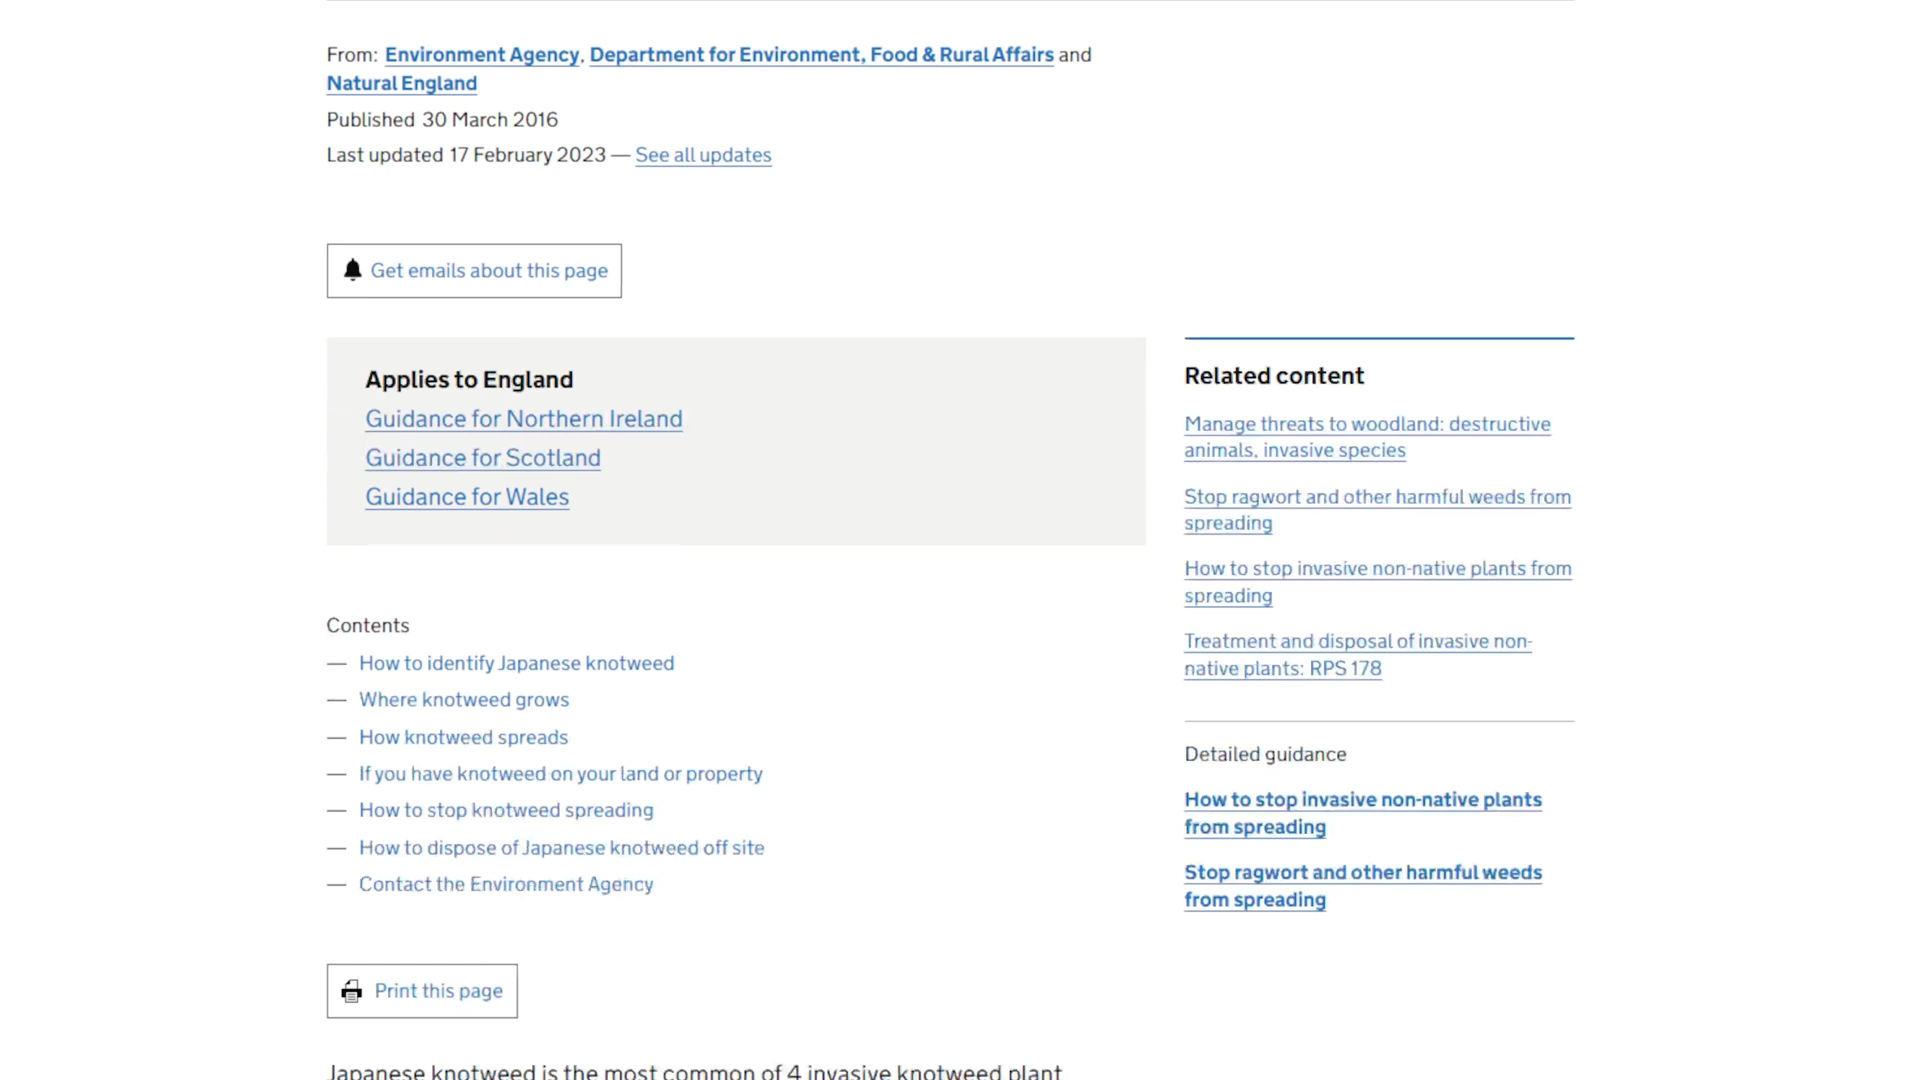 From: Environment Agency, Department for Environment, Food & Rural Affairs and
Natural England
Published 30 March 2016
Last updated 17 February 2023 — See all updates
Get emails about this page
Applies to England
Guidance for Northern Ireland
Guidance for Scotland
Guidance for Wales
Contents
— How to identify Japanese knotweed
— Where knotweed grows
— How knotweed spreads
— If you have knotweed on your land or property
— How to stop knotweed spreading
— How to dispose of Japanese knotweed off site
— Contact the Environment Agency
Print this page
Japanese knotweed is the most common of 4 invasive knotweed plant
Related content
Manage threats to woodland: destructive
animals, invasive species
Stop ragwort and other harmful weeds from
spreading
How to stop invasive non-native plants from
spreading
Treatment and disposal of invasive non-
native plants: RPS 178
Detailed guidance
How to stop invasive non-native plants
from spreading
Stop ragwort and other harmful weeds
from spreading